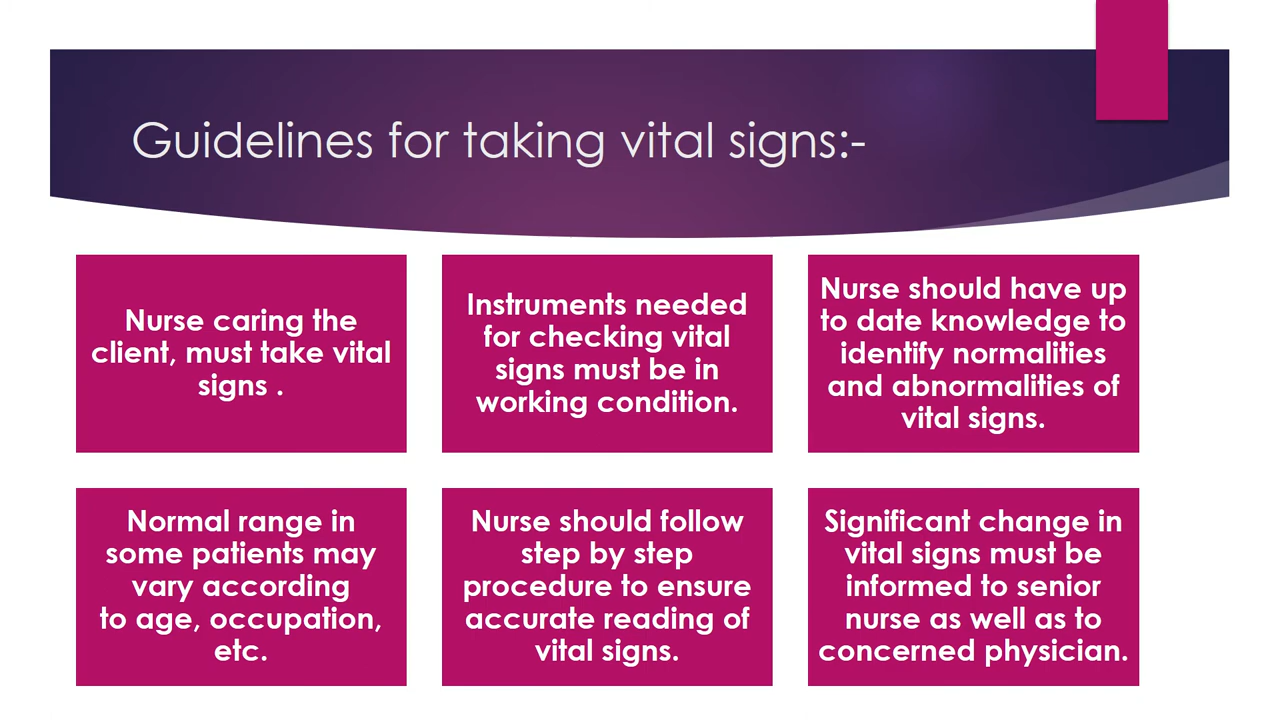 Guidelines for taking vital signs:-
Nurse caring the
client, must take vital
signs .
Instruments needed
for checking vital
signs must be in
working condition.
Nurse should have up
to date knowledge to
identify normalities
and abnormalities of
vital signs.
Normal range in
some patients may
vary according
to age, occupation,
etc.
Nurse should follow
step by step
procedure to ensure
accurate reading of
vital signs.
Significant change in
vital signs must be
informed to senior
nurse as well as to
concerned physician.